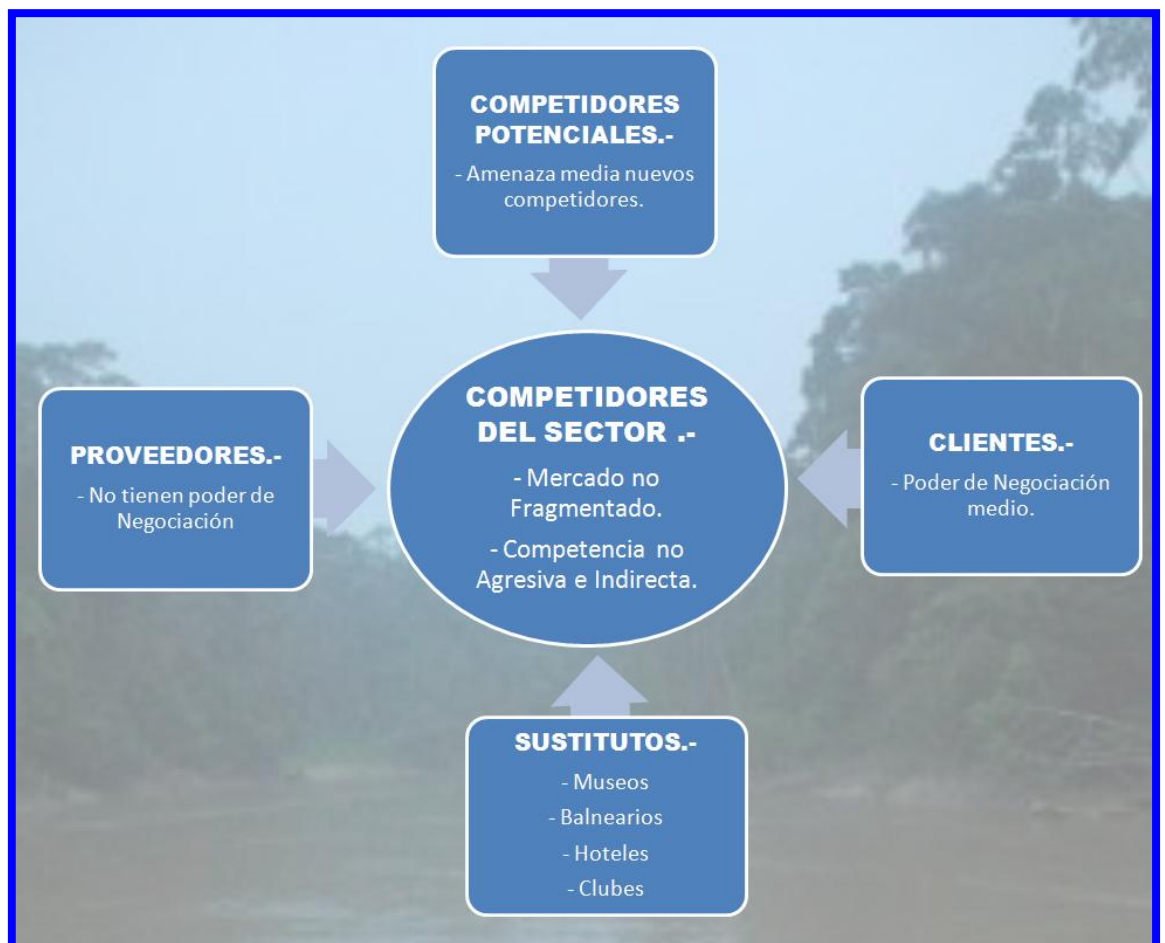 COMPETIDORES
POTENCIALES.-
- Amenaza media nuevos
competidores.
PROVEEDORES.-
- No tienen poder de
Negociación
COMPETIDORES
DEL SECTOR .-
- Mercado no
Fragmentado.
- Competencia no
Agresiva e Indirecta.
CLIENTES.-
- Poder de Negociación
medio.
SUSTITUTOS.-
- Museos
- Balnearios
- Hoteles
- Clubes